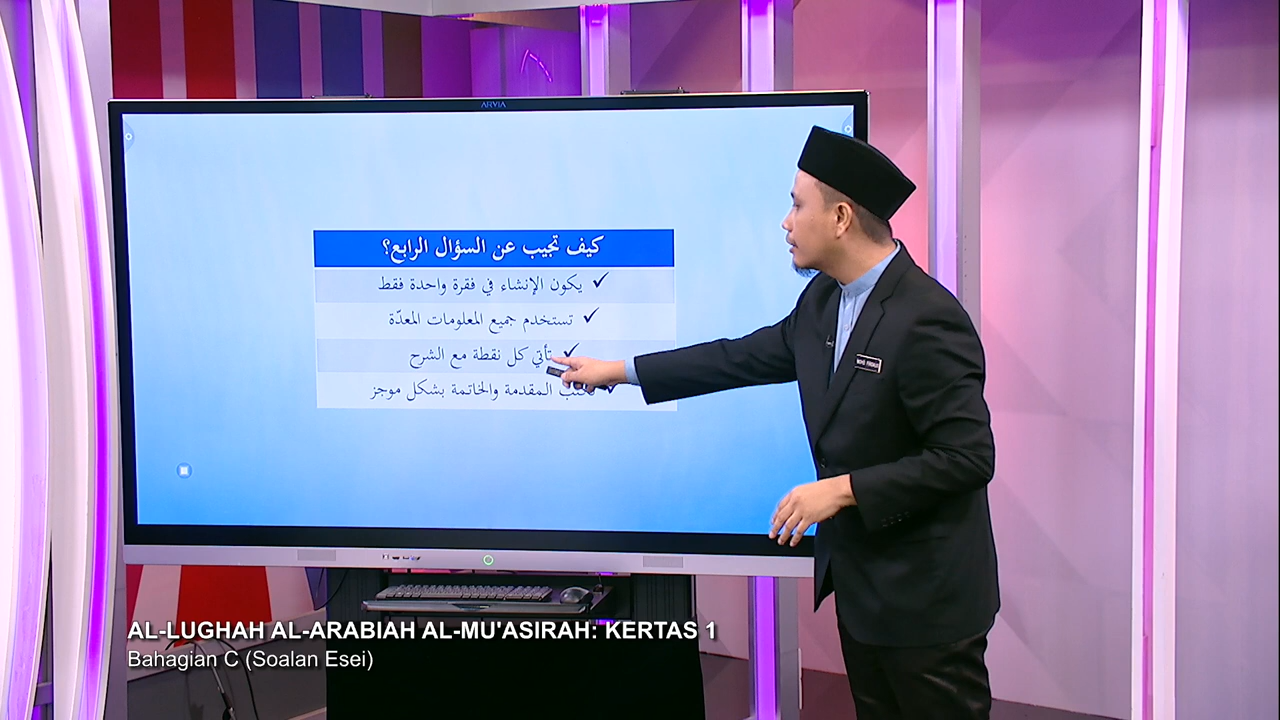 ARVIA
كيف تجيب عن السؤال الرابع؟
✓ يكون الإنشاء في فقرة واحدة فقط
✓ تستخدم جميع المعلومات المعدّة
✓ تأتي كل نقطة مع الشرح
المقدمة والخاتمة بشكل موجز
AL-LUGHAH AL-ARABIAH AL-MU'ASIRAH: KERTAS 1
Bahagian C (Soalan Esei)